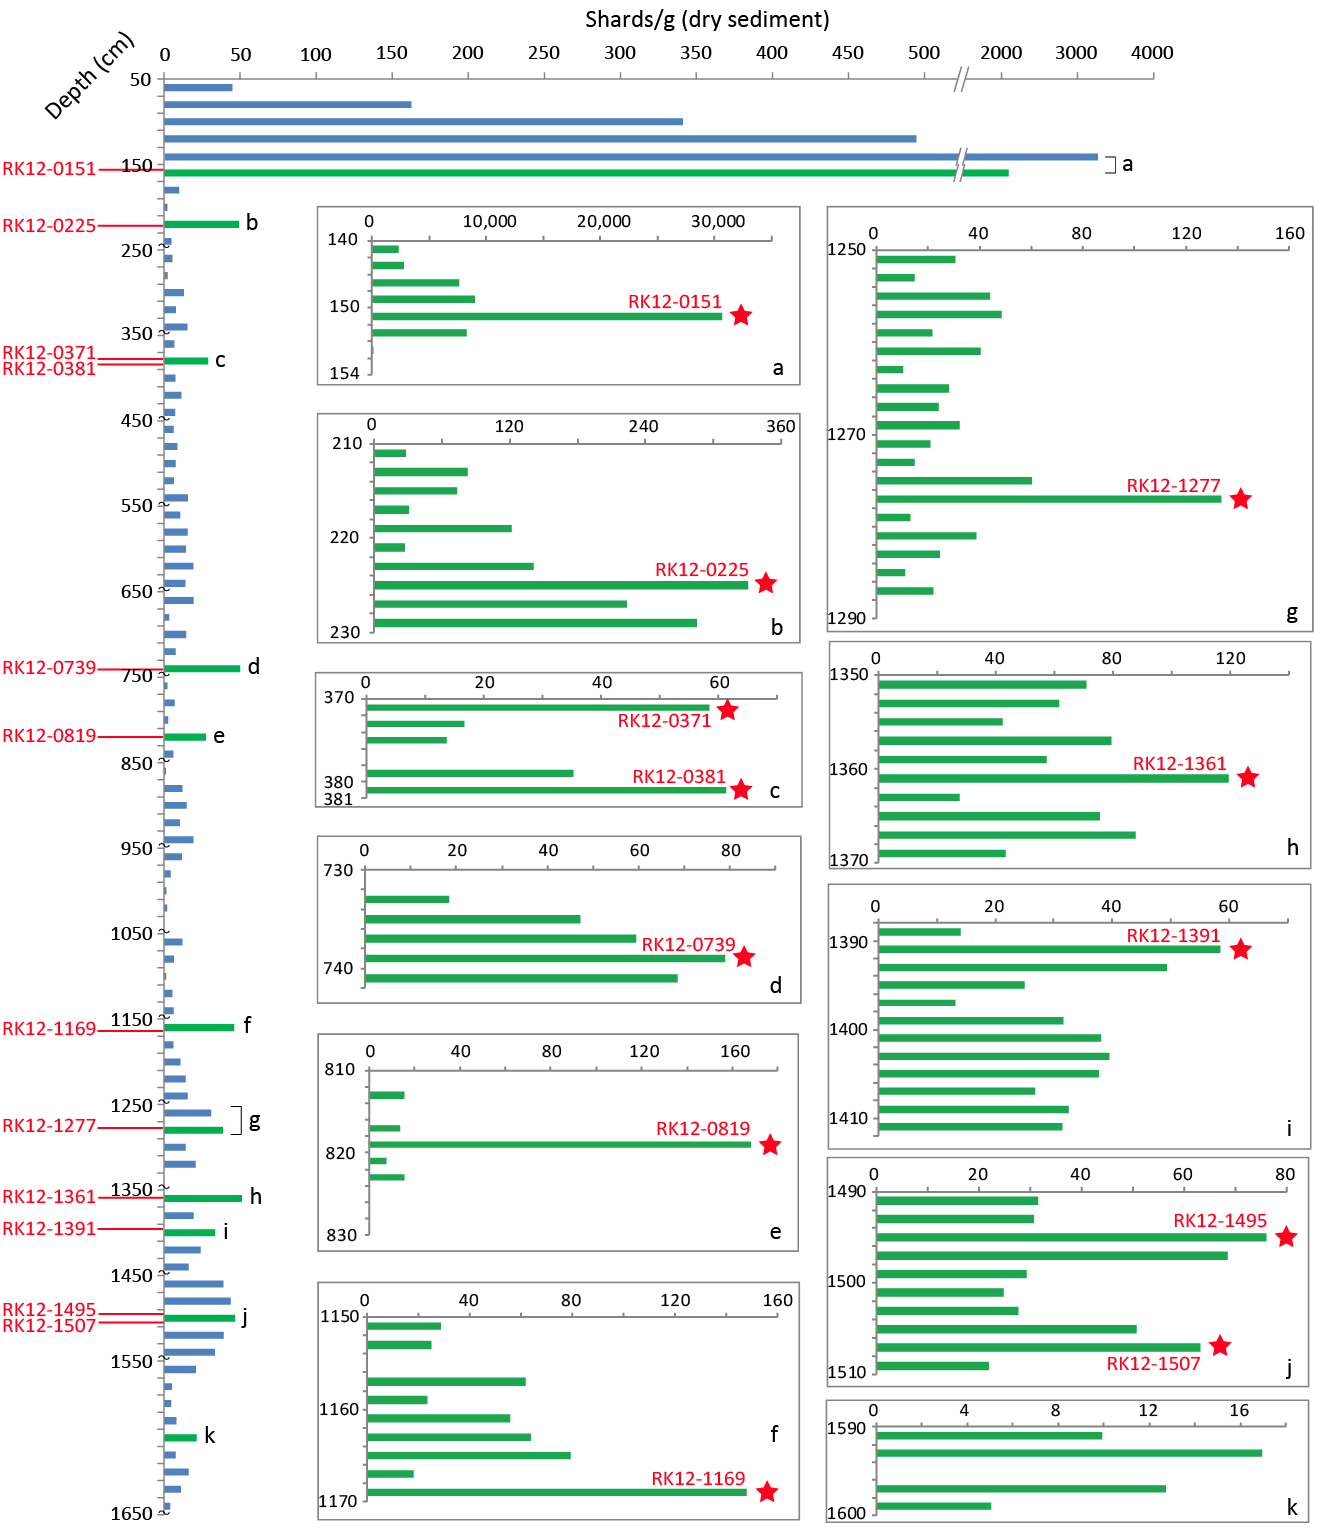 Shards/g (dry sediment)
Depth (cm)
0 50 100 150 200 250 300 350 400 450 500 2000 3000 4000
50
150
250
350
450
550
650
750
850
950
1050
1150
1250
1350
1450
1550
1650
RK12-0151
RK12-0225
RK12-0371
RK12-0381
RK12-0739
RK12-0819
RK12-1169
RK12-1277
RK12-1361
RK12-1391
RK12-1495
RK12-1507
a
b
c
d
e
f
g
h
i
j
k
0 10,000 20,000 30,000
140
150
154
RK12-0151
a
0 120 240 360
210
220
230
RK12-0225
b
0 20 40 60
370
380
381
RK12-0371
RK12-0381
c
0 20 40 60 80
730
740
RK12-0739
d
0 40 80 120 160
810
820
830
RK12-0819
e
0 40 80 120 160
1150
1160
1170
RK12-1169
f
0 40 80 120 160
1250
1270
1290
RK12-1277
g
0 40 80 120
1350
1360
1370
RK12-1361
h
0 20 40 60
1390
1400
1410
RK12-1391
i
0 20 40 60 80
1490
1500
1510
RK12-1495
RK12-1507
j
0 4 8 12 16
1590
1600
k